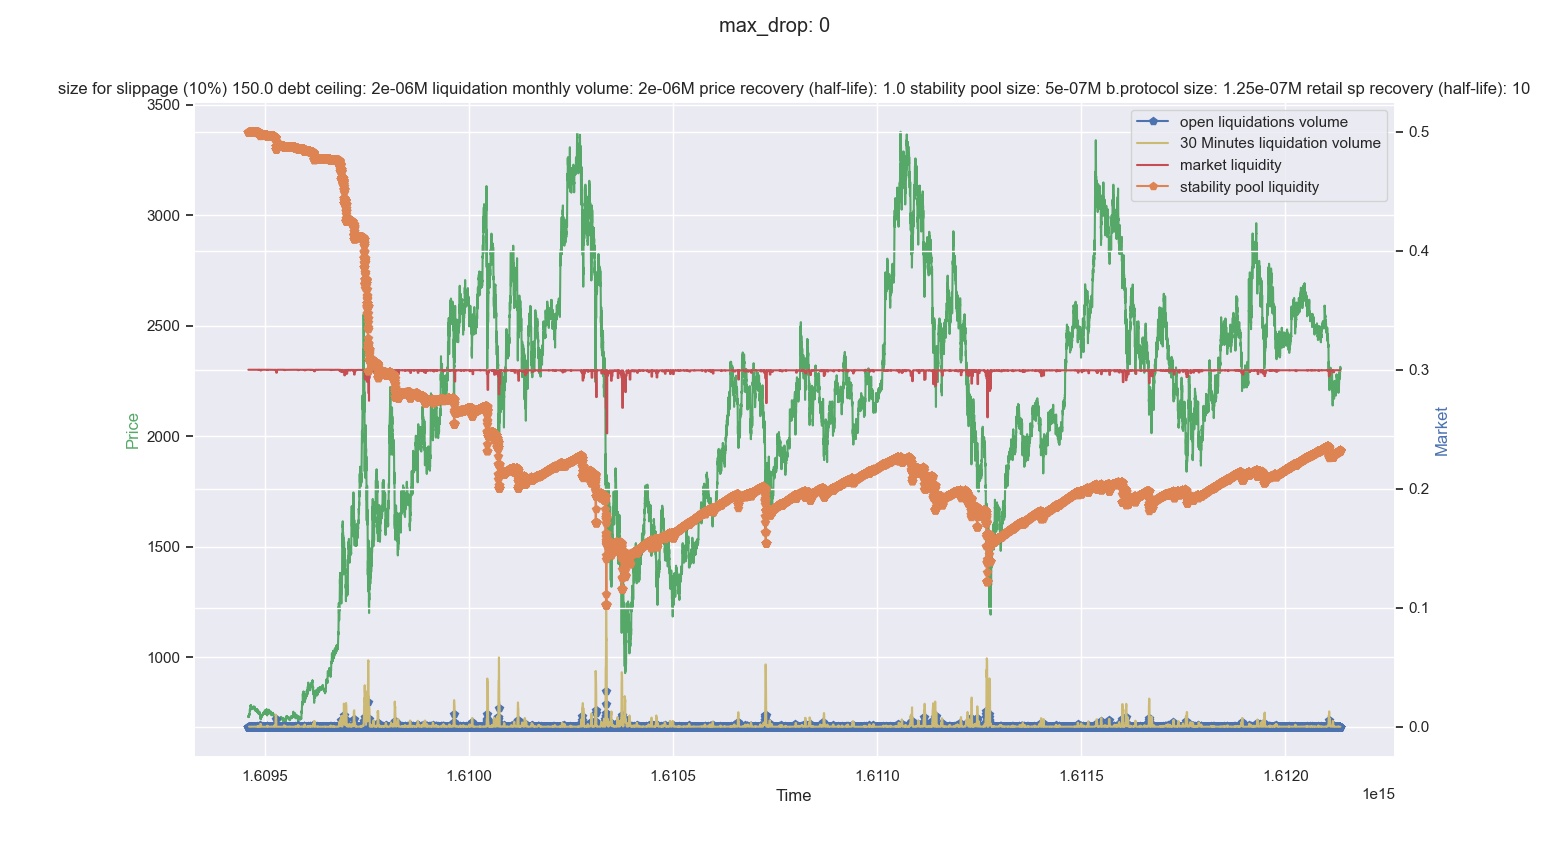 max_drop: 0
size for slippage (10%) 150.0 debt ceiling: 2e-06M liquidation monthly volume: 2e-06M price recovery (half-life): 1.0 stability pool size: 5e-07M b.protocol size: 1.25e-07M retail sp recovery (half-life): 10
3500
3000
2500
2000
1500
1000
Price
open liquidations volume
30 Minutes liquidation volume
market liquidity
stability pool liquidity
0.5
0.4
0.3
0.2
0.1
0.0
Market
1.6095 1.6100 1.6105 1.6110 1.6115 1.6120
Time
1e15